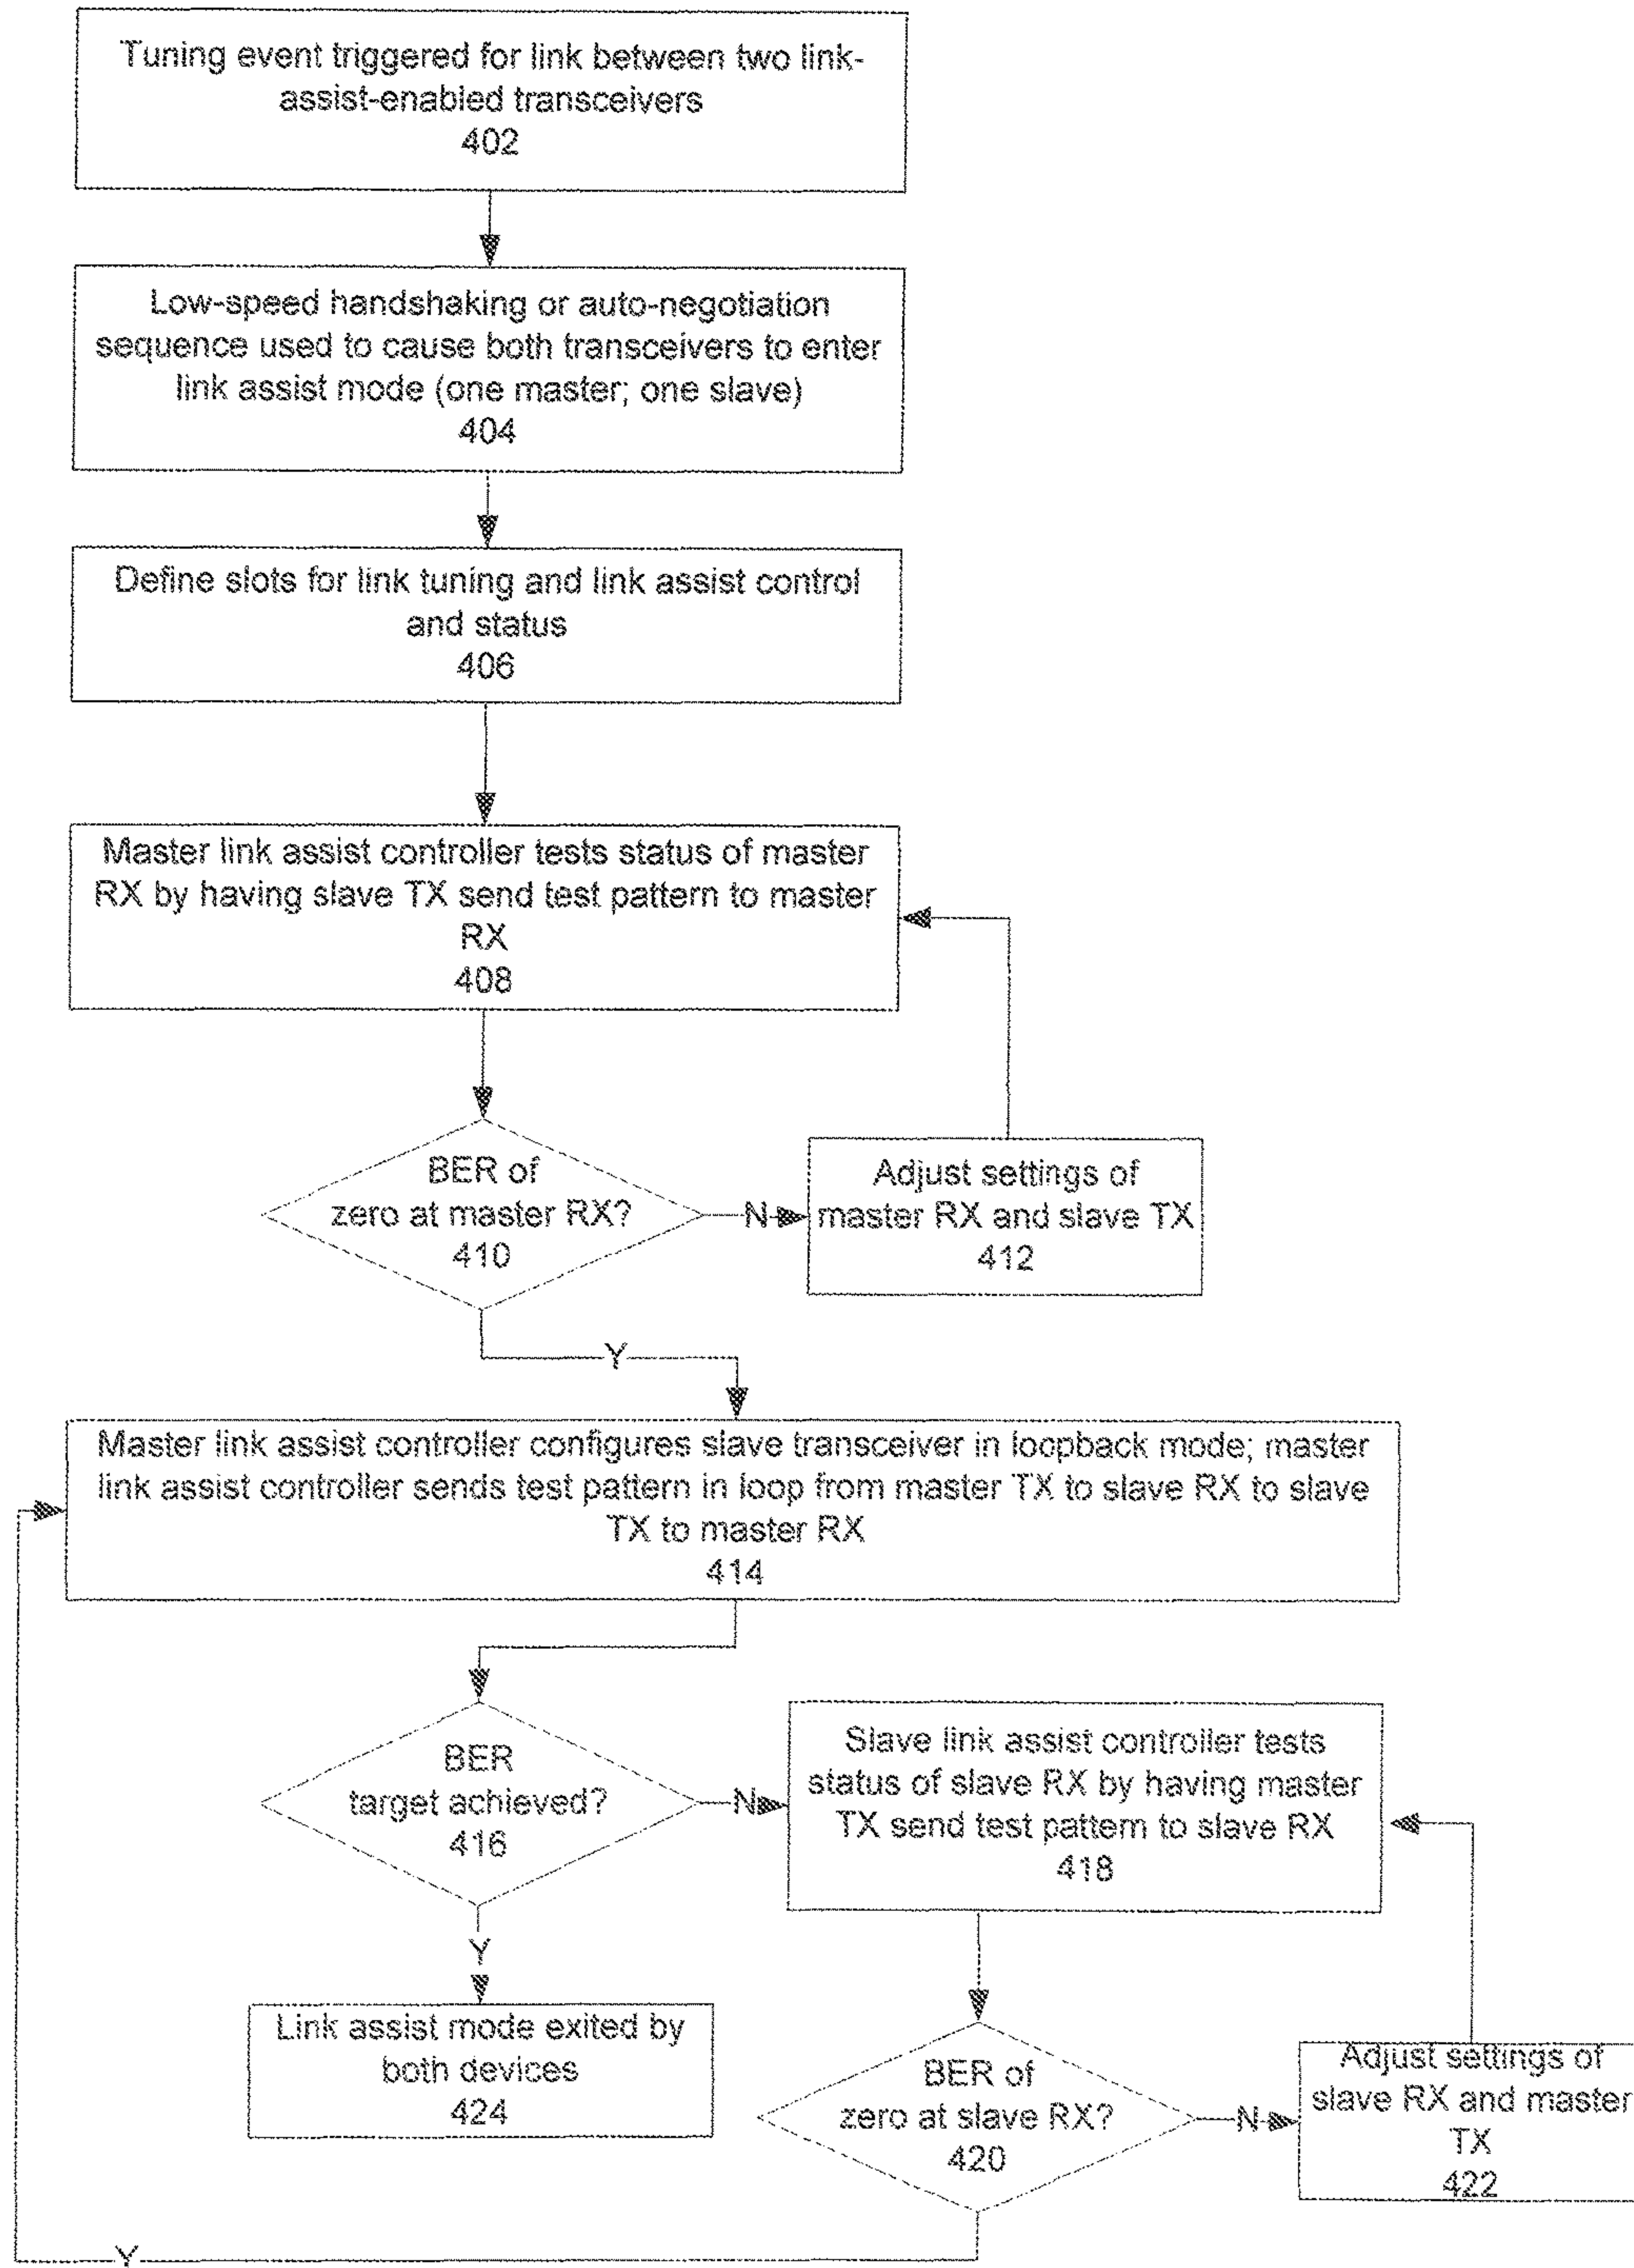 Tuning event triggered for link between two link-
assist-enabled transceivers
402
Low-speed handshaking or auto-negotiation
sequence used to cause both transceivers to enter
link assist mode (one master; one slave)
404
Define slots for link tuning and link assist control
and status
406
Master link assist controller tests status of master
RX by having slave TX send test pattern to master
RX
408
BER of
zero at master RX?
410
N
Adjust settings of
master RX and slave TX
412
Y
Master link assist controller configures slave transceiver in loopback mode; master
link assist controller sends test pattern in loop from master TX to slave RX to slave
TX to master RX
414
BER
target achieved?
416
N
Slave link assist controller tests
status of slave RX by having master
TX send test pattern to slave RX
418
Y
Link assist mode exited by
both devices
424
BER of
zero at slave RX?
420
N
Adjust settings of
slave RX and master
TX
422
Y